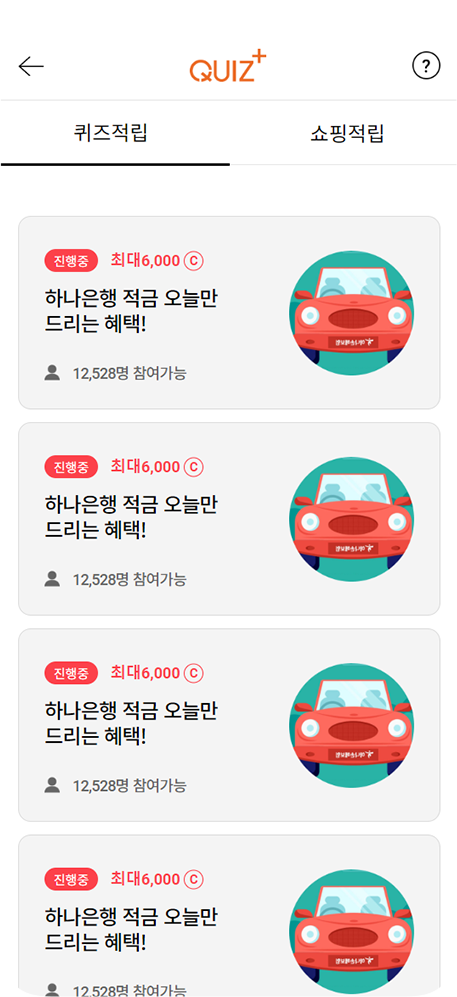 QUIZ+
?
퀴즈적립
쇼핑적립
진행중 최대6,000 C
하나은행 적금 오늘만
드리는 혜택!
12,528명 참여가능
진행중 최대6,000 C
하나은행 적금 오늘만
드리는 혜택!
12,528명 참여가능
진행중 최대6,000 C
하나은행 적금 오늘만
드리는 혜택!
12,528명 참여가능
진행중 최대6,000 C
하나은행 적금 오늘만
드리는 혜택!
12,528명 참여가능